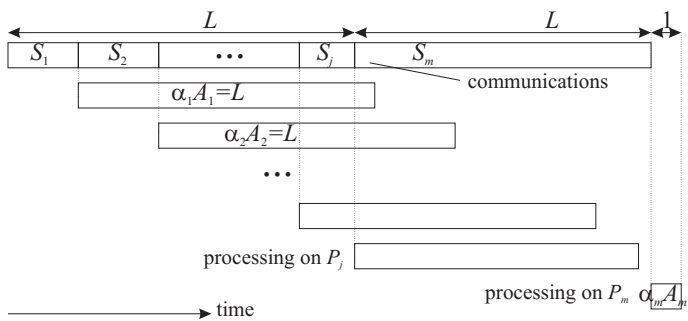 L L 1
S₁ S₂ ••• Sⱼ Sₘ
communications
α₁A₁=L
α₂A₂=L
•••
processing on Pⱼ
processing on Pₘ αₘAₘ
time